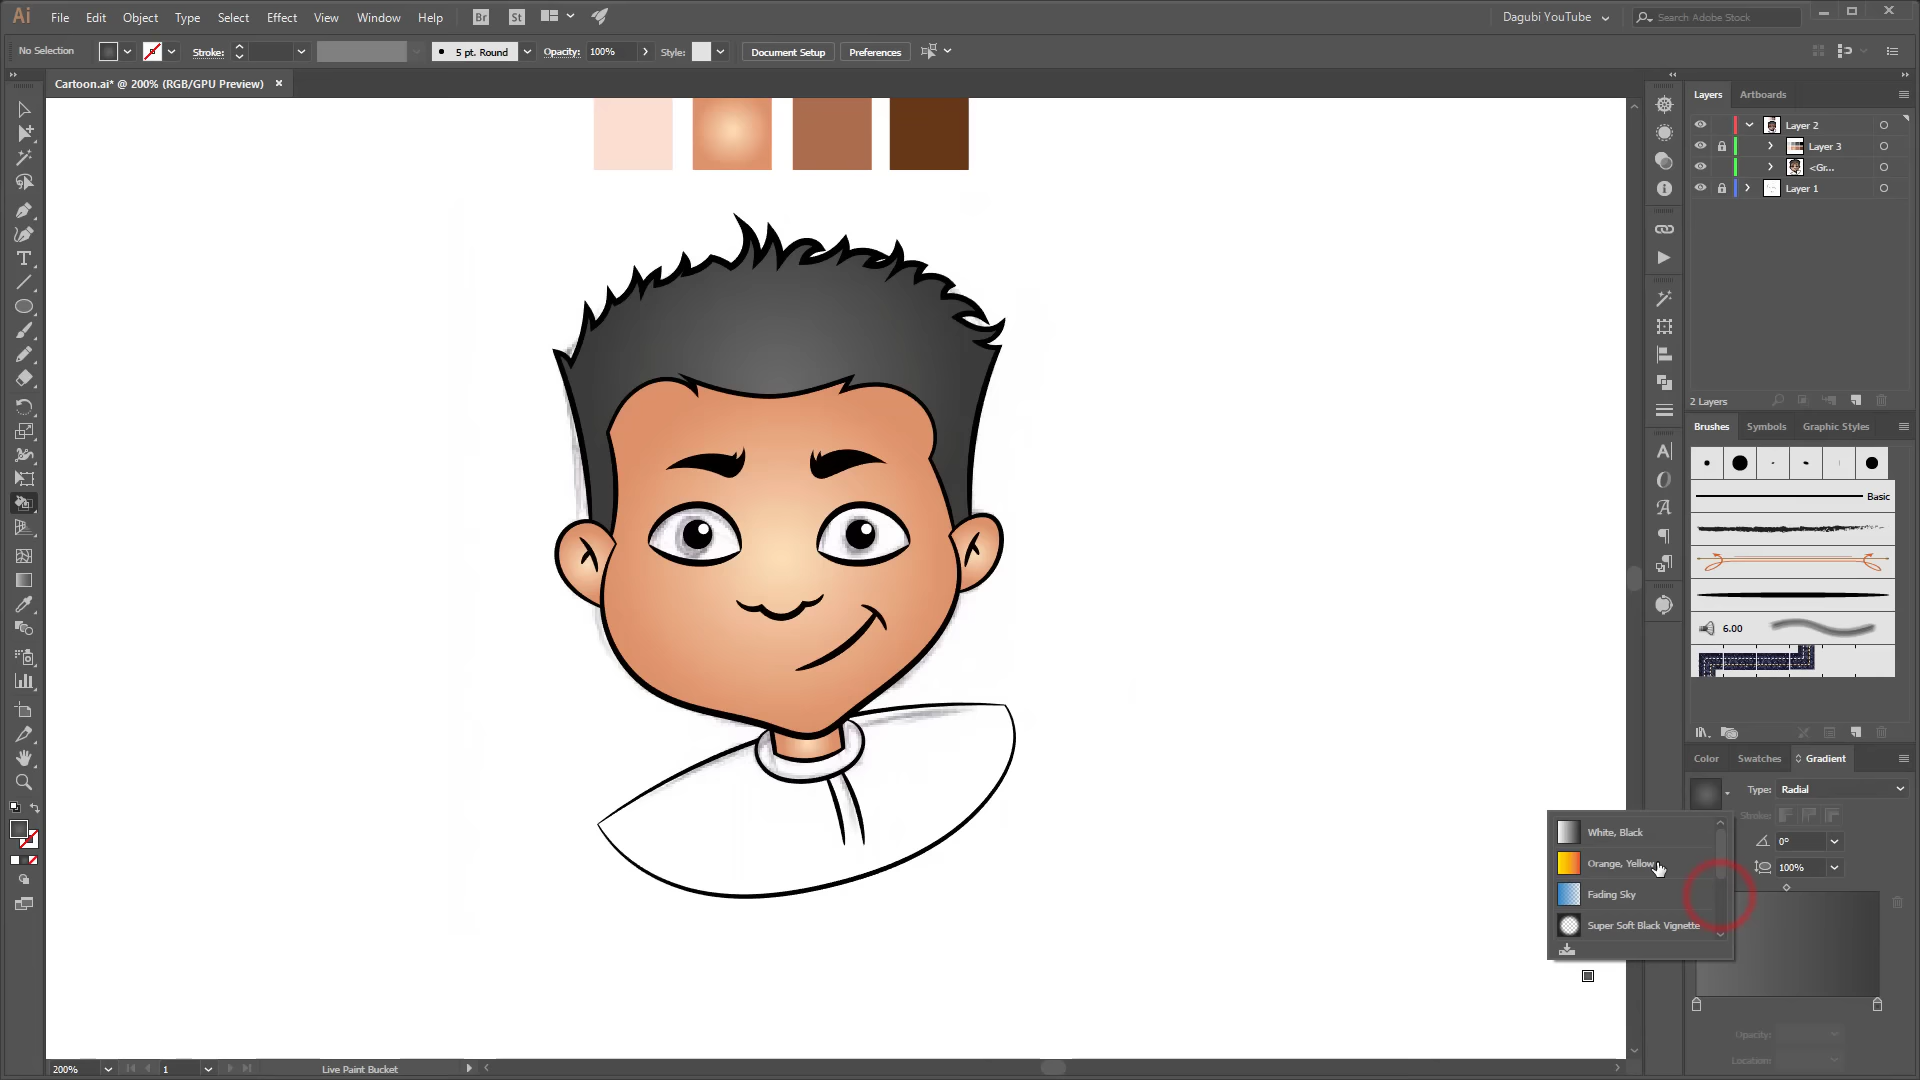 Ai File Edit Object Type Select Effect View Window Help Br St Dagubi YouTube Search Adobe Stock
No Selection Stroke: 5 pt. Round Opacity: 100% Style: Document Setup Preferences
Cartoon.ai* @ 200% (RGB/GPU Preview)
Layers Artboards
Layer 2
Layer 3
<Gr...
Layer 1
2 Layers
Brushes Symbols Graphic Styles
Basic
6.00
Color Swatches Gradient
Type: Radial
Stroke:
0°
100%
White, Black
Orange, Yellow
Fading Sky
Super Soft Black Vignette
Opacity:
Location:
200% 1 Live Paint Bucket